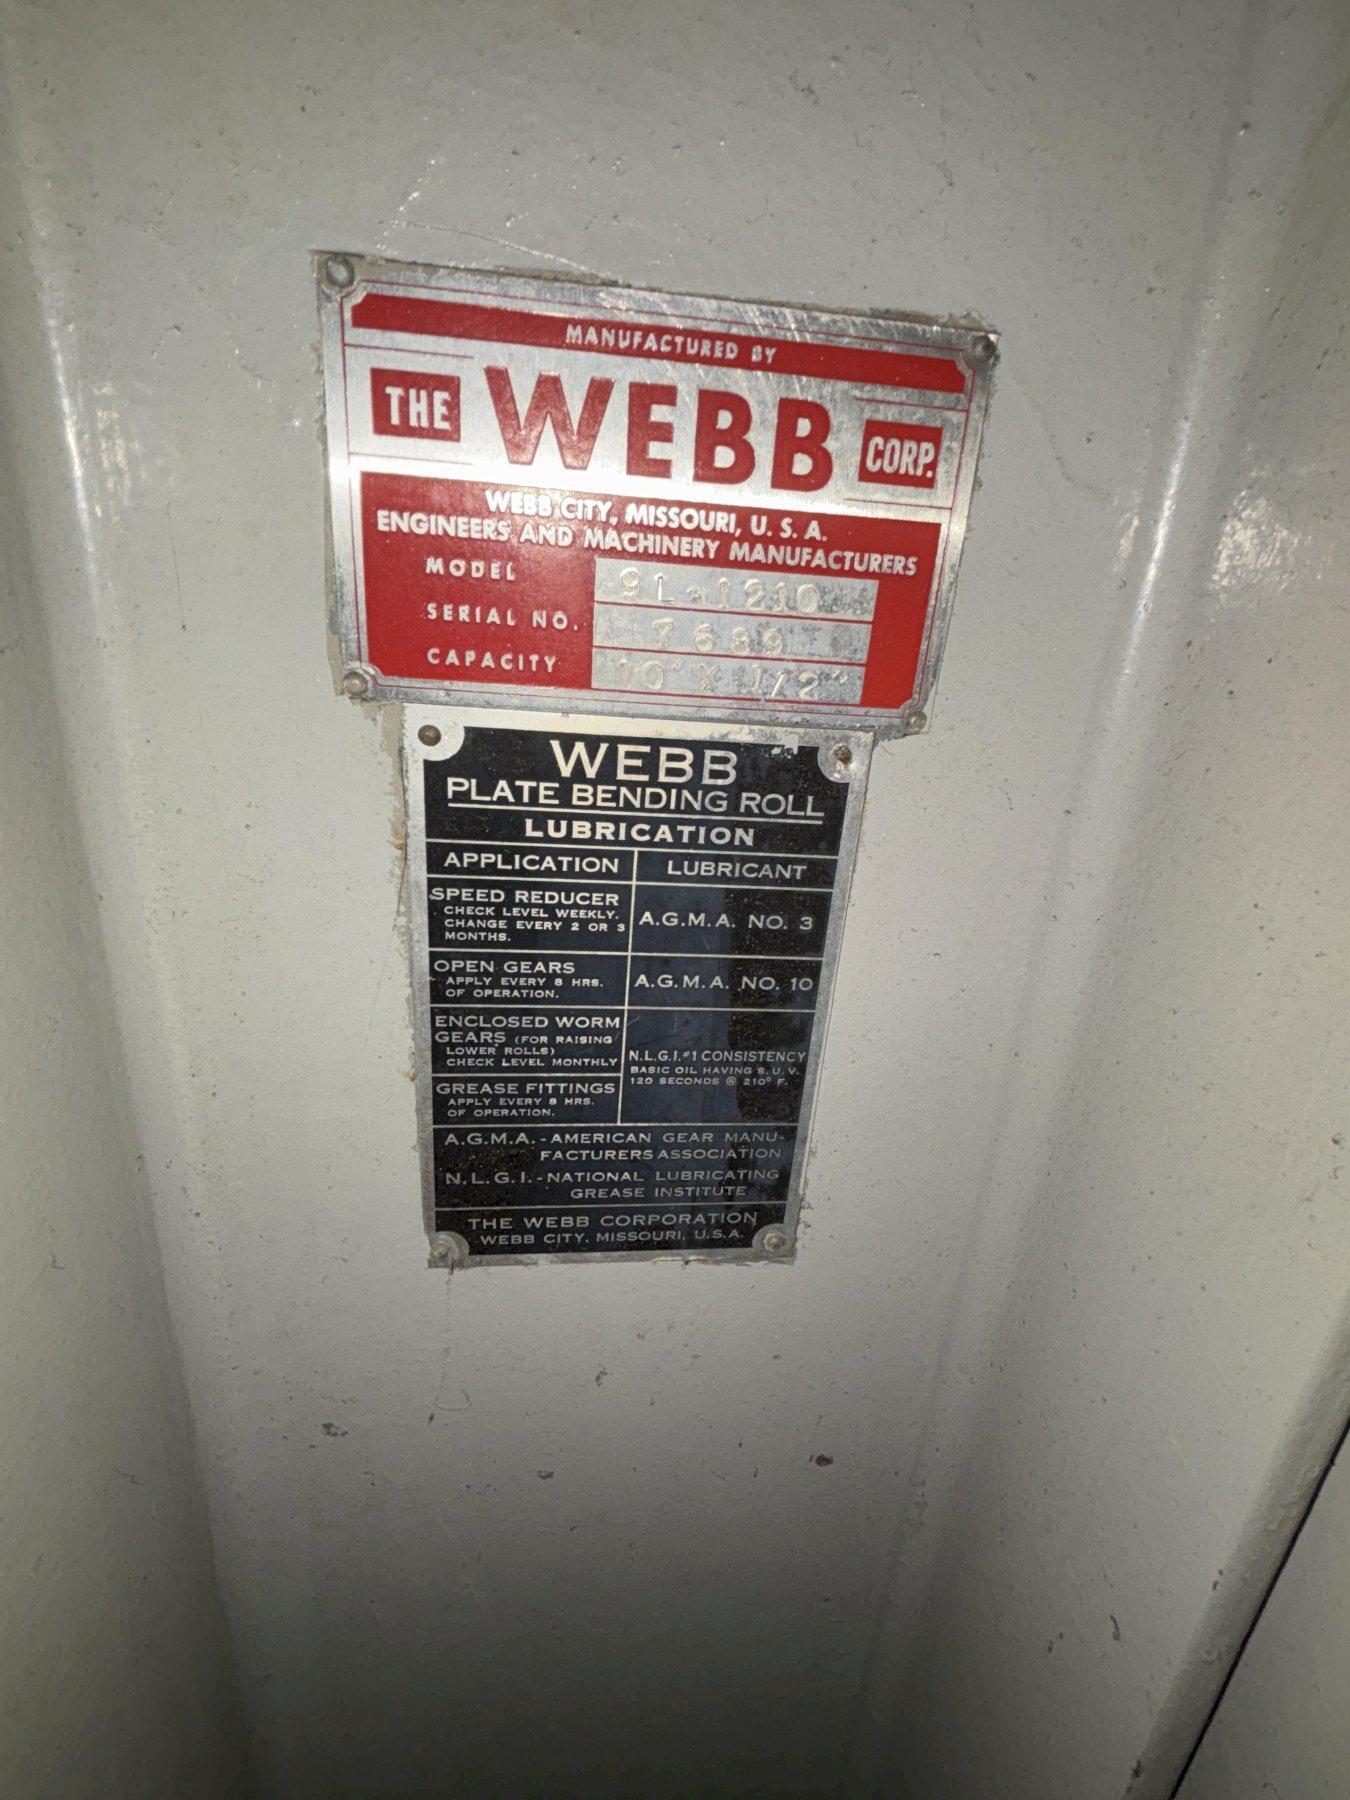 MANUFACTURED BY
THE WEBB CORP.
WEBB CITY, MISSOURI, U. S. A.
ENGINEERS AND MACHINERY MANUFACTURERS
MODEL 9L-1210
SERIAL NO. 7689
CAPACITY 10' X 1/2"
WEBB
PLATE BENDING ROLL
LUBRICATION
APPLICATION LUBRICANT
SPEED REDUCER
CHECK LEVEL WEEKLY.
CHANGE EVERY 2 OR 3
MONTHS.
A.G.M.A. NO. 3
OPEN GEARS
APPLY EVERY 8 HRS.
OF OPERATION.
A.G.M.A. NO. 10
ENCLOSED WORM
GEARS (FOR RAISING
LOWER ROLLS)
CHECK LEVEL MONTHLY
GREASE FITTINGS
APPLY EVERY 8 HRS.
OF OPERATION.
N.L.G.I. #1 CONSISTENCY
BASIC OIL HAVING S. U. V.
120 SECONDS @ 210° F.
A.G.M.A. - AMERICAN GEAR MANU-
FACTURERS ASSOCIATION
N.L.G.I. - NATIONAL LUBRICATING
GREASE INSTITUTE
THE WEBB CORPORATION
WEBB CITY, MISSOURI, U.S.A.